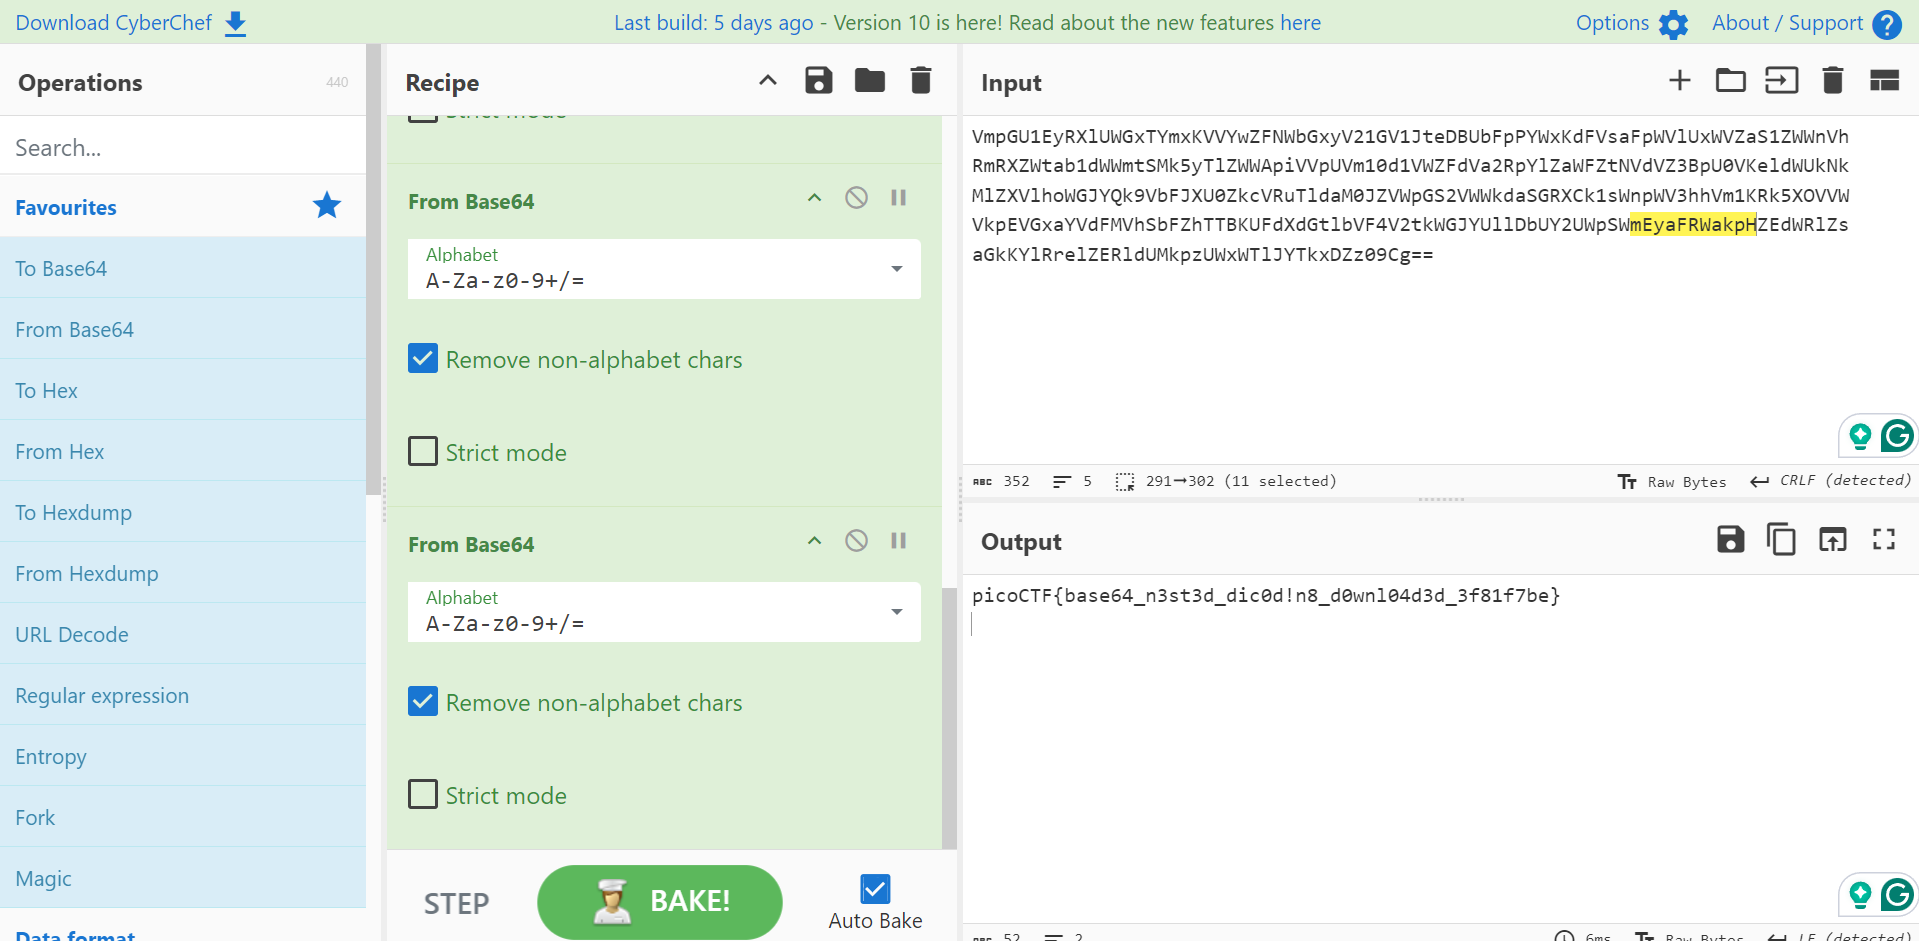 Download CyberChef
Last build: 5 days ago - Version 10 is here! Read about the new features here
Options
About / Support
Operations
440
Search...
Favourites
To Base64
From Base64
To Hex
From Hex
To Hexdump
From Hexdump
URL Decode
Regular expression
Entropy
Fork
Magic
Data format
Recipe
Strict mode
From Base64
Alphabet
A-Za-z0-9+/=
Remove non-alphabet chars
Strict mode
From Base64
Alphabet
A-Za-z0-9+/=
Remove non-alphabet chars
Strict mode
STEP
BAKE!
Auto Bake
Input
VmpGU1EyRXlUWGxTYmxKVVYwZFNWbGxyV21GV1JteDBUbFpPYWxKdFVsaFpWVlUxWVZaS1ZWWnVh
RmRXZWtab1dWWmtSMk5yTlZWWApiVVpUVm10d1VWZFdVa2RpYlZaWFZtNVdVZ3BpU0VKeldWUkNk
MlZXVlhoWGJYQk9VbFJXU0ZkcVRuTldaM0JZVWpGS2VWWkdaSGRXCk1sWnpWV3hhVm1KRk5XOVVW
VkpEVGxaYVdFMVhSbFZhTTBKUFdXdGtlbVF4V2tkWGJYUllDbUY2UWpSWmEyaFRWakpHZEdWRlZs
aGkKYlRrelZERldUMkpzUWxWTlJYTkxDZz09Cg==
352
5
291→302 (11 selected)
Raw Bytes
CRLF (detected)
Output
picoCTF{base64_n3st3d_dic0d!n8_d0wnl04d3d_3f81f7be}
52
2
6ms
Raw Bytes
LF (detected)